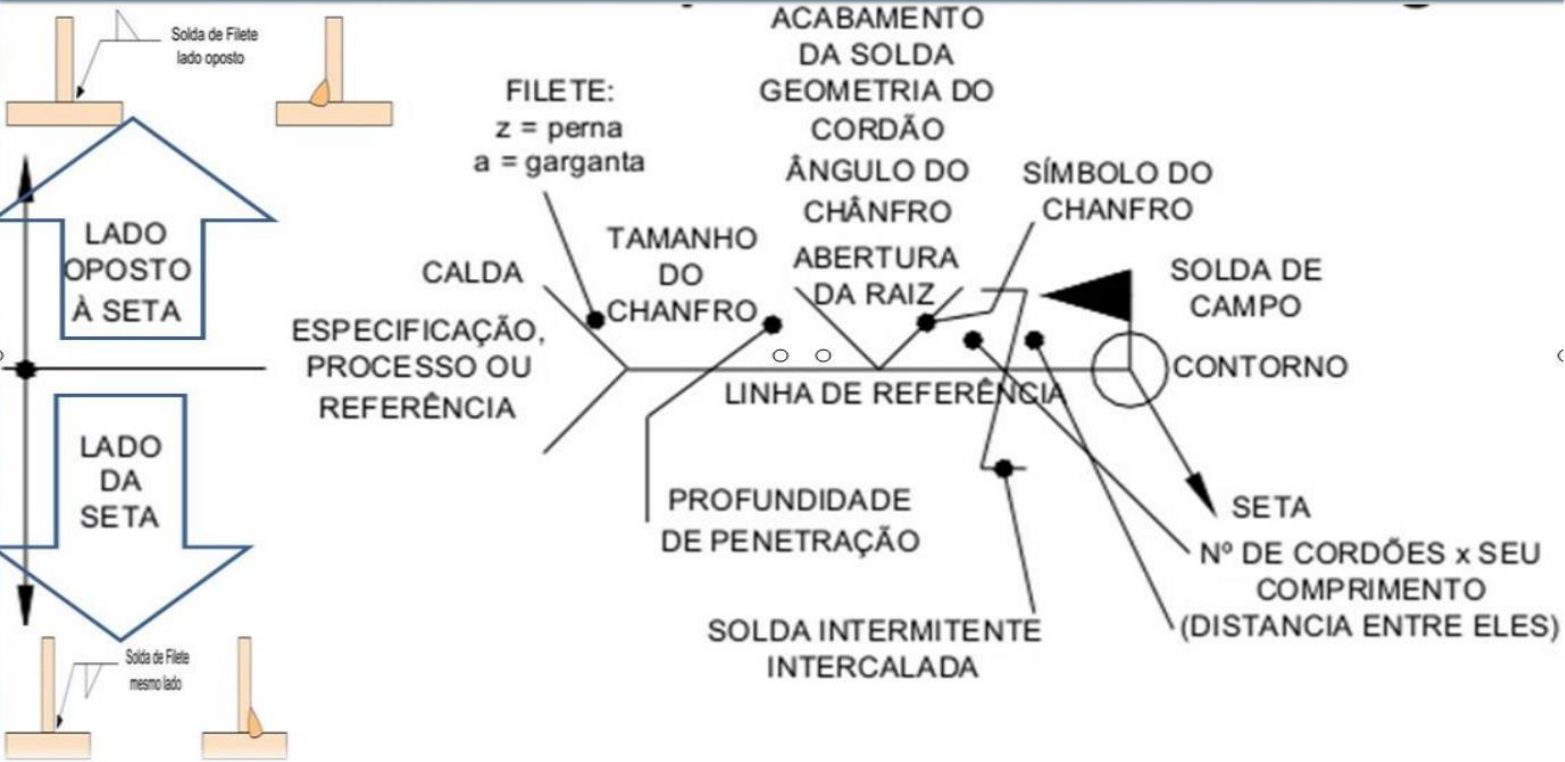 Solda de Filete
lado oposto
LADO
OPOSTO
À SETA
LADO
DA
SETA
Solda de Filete
mesmo lado
FILETE:
z = perna
a = garganta
CALDA
ESPECIFICAÇÃO,
PROCESSO OU
REFERÊNCIA
TAMANHO
DO
CHANFRO
PROFUNDIDADE
DE PENETRAÇÃO
ACABAMENTO
DA SOLDA
GEOMETRIA DO
CORDÃO
ÂNGULO DO
CHÂNFRO
ABERTURA
DA RAIZ
LINHA DE REFERÊNCIA
SÍMBOLO DO
CHANFRO
SOLDA DE
CAMPO
CONTORNO
SETA
Nº DE CORDÕES x SEU
COMPRIMENTO
(DISTANCIA ENTRE ELES)
SOLDA INTERMITENTE
INTERCALADA